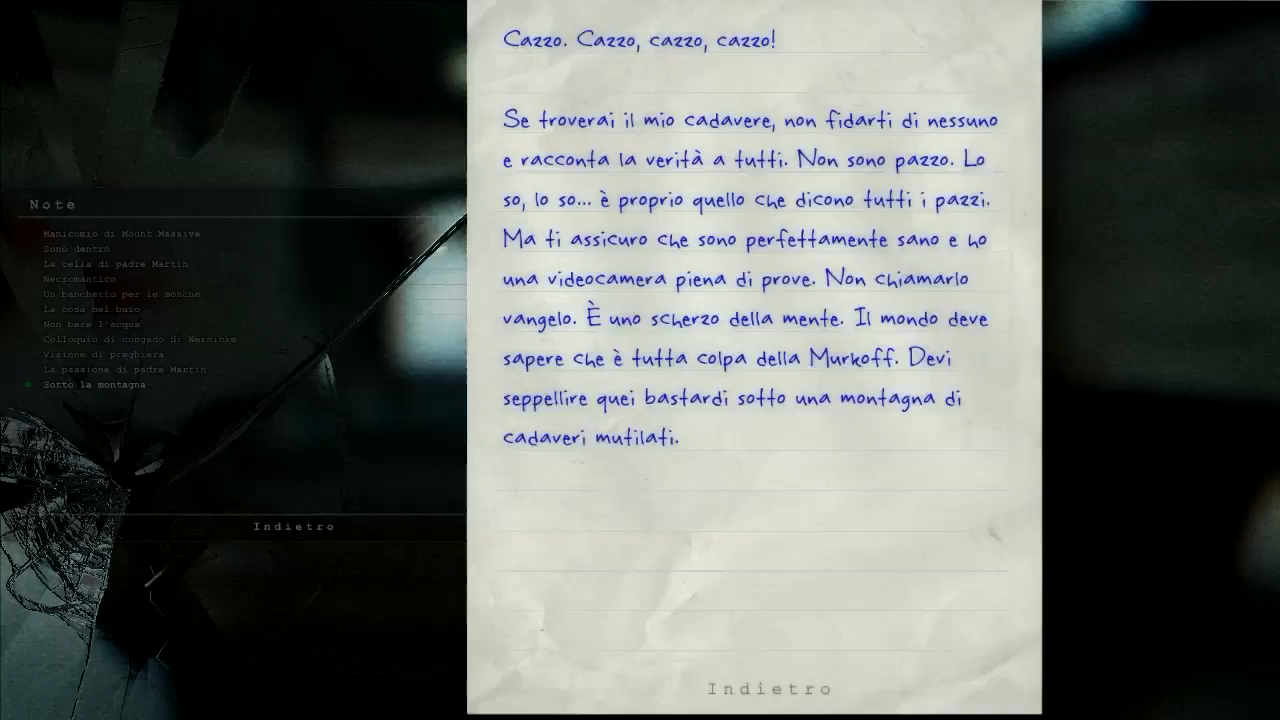 Note
Manicomio di Mount Massive
Sono dentro
La cella di padre Martin
Necromantico
Un banchetto per le mosche
La cosa nel buio
Non bere l'acqua
Colloquio di congedo di Wernicke
Visione di preghiera
La passione di padre Martin
Sotto la montagna
Indietro
Cazzo. Cazzo, cazzo, cazzo!
Se troverai il mio cadavere, non fidarti di nessuno
e racconta la verità a tutti. Non sono pazzo. Lo
so, lo so... è proprio quello che dicono tutti i pazzi.
Ma ti assicuro che sono perfettamente sano e ho
una videocamera piena di prove. Non chiamarlo
vangelo. È uno scherzo della mente. Il mondo deve
sapere che è tutta colpa della Murkoff. Devi
seppellire quei bastardi sotto una montagna di
cadaveri mutilati.
Indietro